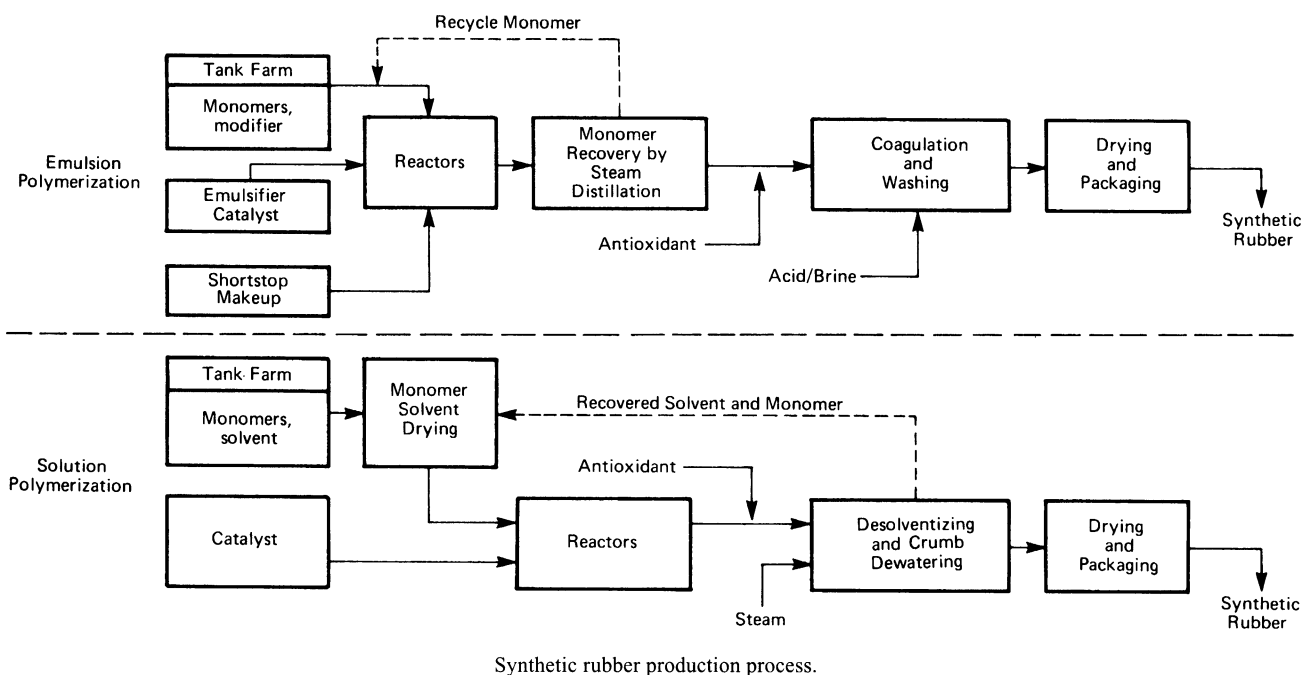 Recycle Monomer
Tank Farm
Monomers,
modifier
Emulsion
Polymerization
Emulsifier
Catalyst
Shortstop
Makeup
Reactors
Monomer
Recovery by
Steam
Distillation
Antioxidant
Coagulation
and
Washing
Acid/Brine
Drying
and
Packaging
Synthetic
Rubber
Tank Farm
Monomers,
solvent
Solution
Polymerization
Catalyst
Monomer
Solvent
Drying
Recovered Solvent and Monomer
Antioxidant
Reactors
Steam
Desolventizing
and Crumb
Dewatering
Drying
and
Packaging
Synthetic
Rubber
Synthetic rubber production process.